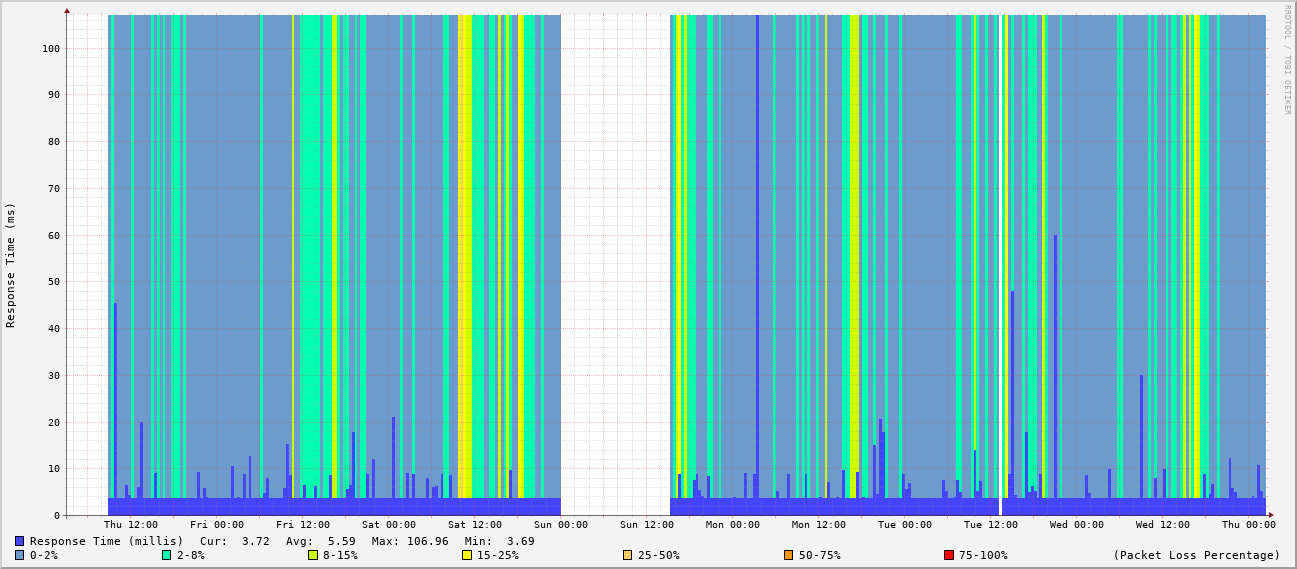 RRDTOOL / TOBI OETIKER
Response Time (ms)
100
90
80
70
60
50
40
30
20
10
0
Thu 12:00 Fri 00:00 Fri 12:00 Sat 00:00 Sat 12:00 Sun 00:00 Sun 12:00 Mon 00:00 Mon 12:00 Tue 00:00 Tue 12:00 Wed 00:00 Wed 12:00 Thu 00:00
Response Time (millis) Cur: 3.72 Avg: 5.59 Max: 106.96 Min: 3.69
0-2% 2-8% 8-15% 15-25% 25-50% 50-75% 75-100% (Packet Loss Percentage)